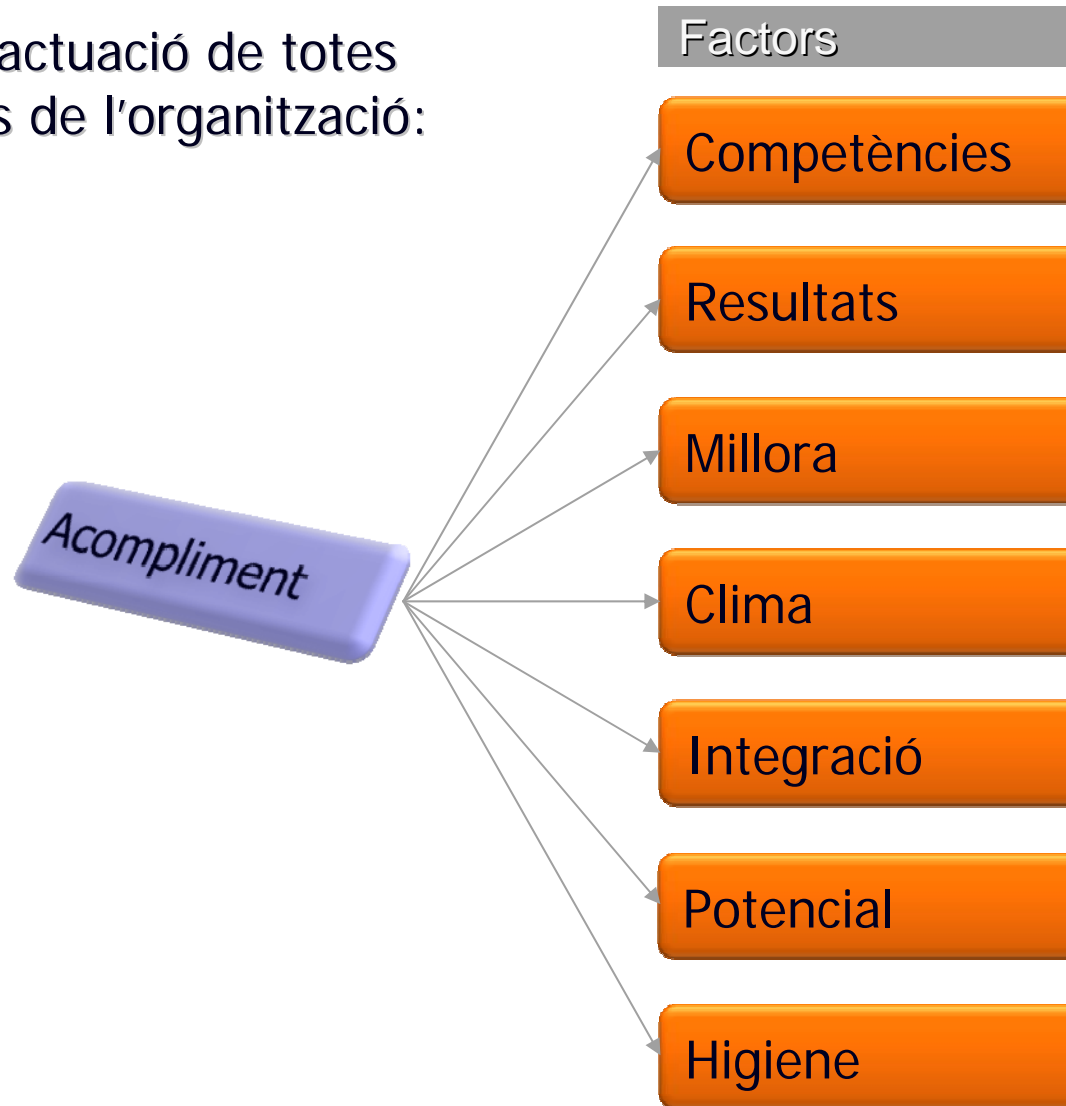 actuació de totes
s de l'organització:
Factors
Competències
Resultats
Millora
Acompliment
Clima
Integració
Potencial
Higiene